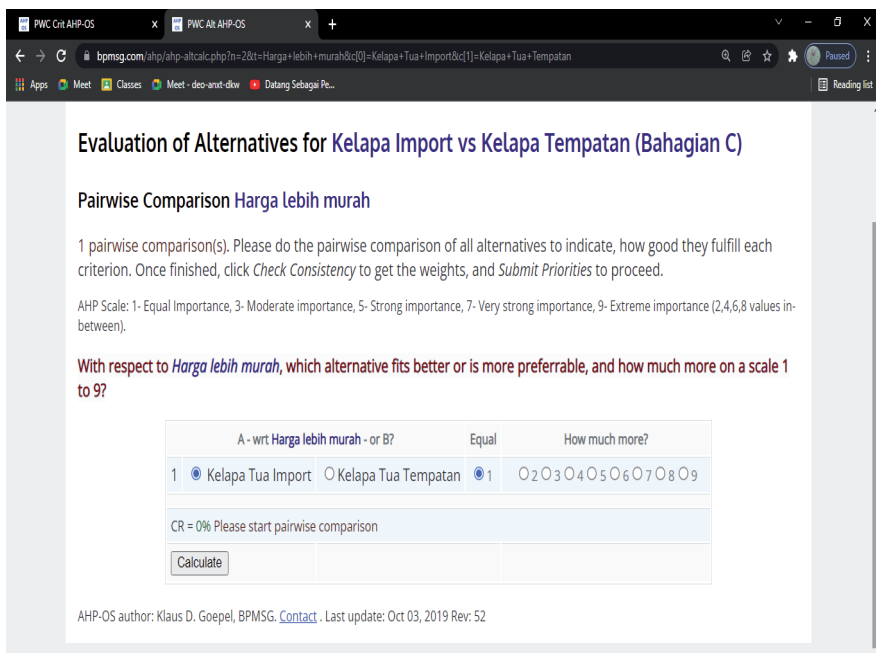 PWC Crit AHP-OS
PWC Alt AHP-OS
bpmsg.com/ahp/ahp-altcalc.php?n=2&t=Harga+lebih+murah&c[0]=Kelapa+Tua+Import&c[1]=Kelapa+Tua+Tempatan
Paused
Apps Meet Classes Meet - deo-anxt-dkw Datang Sebagai Pe... Reading list
Evaluation of Alternatives for Kelapa Import vs Kelapa Tempatan (Bahagian C)
Pairwise Comparison Harga lebih murah
1 pairwise comparison(s). Please do the pairwise comparison of all alternatives to indicate, how good they fulfill each
criterion. Once finished, click Check Consistency to get the weights, and Submit Priorities to proceed.
AHP Scale: 1- Equal Importance, 3- Moderate importance, 5- Strong importance, 7- Very strong importance, 9- Extreme importance (2,4,6,8 values in-
between).
With respect to Harga lebih murah, which alternative fits better or is more preferrable, and how much more on a scale 1
to 9?
A - wrt Harga lebih murah - or B? Equal How much more?
1 Kelapa Tua Import Kelapa Tua Tempatan 1 2 3 4 5 6 7 8 9
CR = 0% Please start pairwise comparison
Calculate
AHP-OS author: Klaus D. Goepel, BPMSG. Contact . Last update: Oct 03, 2019 Rev: 52